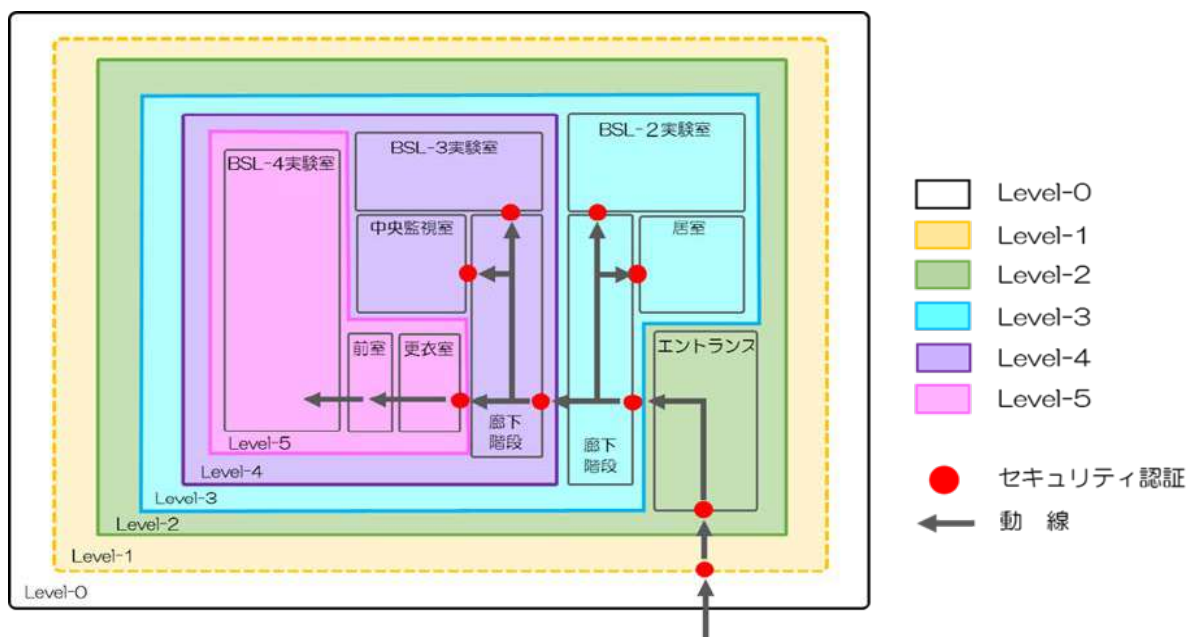 BSL-3実験室
BSL-2実験室
BSL-4実験室
中央監視室
居室
前室
更衣室
エントランス
廊下
階段
廊下
階段
Level-5
Level-4
Level-3
Level-2
Level-1
Level-0
Level-0
Level-1
Level-2
Level-3
Level-4
Level-5
セキュリティ認証
動 線